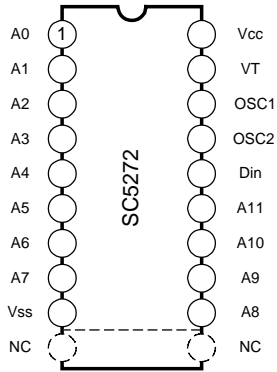 A0 1 Vcc
A1 VT
A2 OSC1
A3 OSC2
A4 Din
SC5272
A5 A11
A6 A10
A7 A9
Vss A8
NC NC